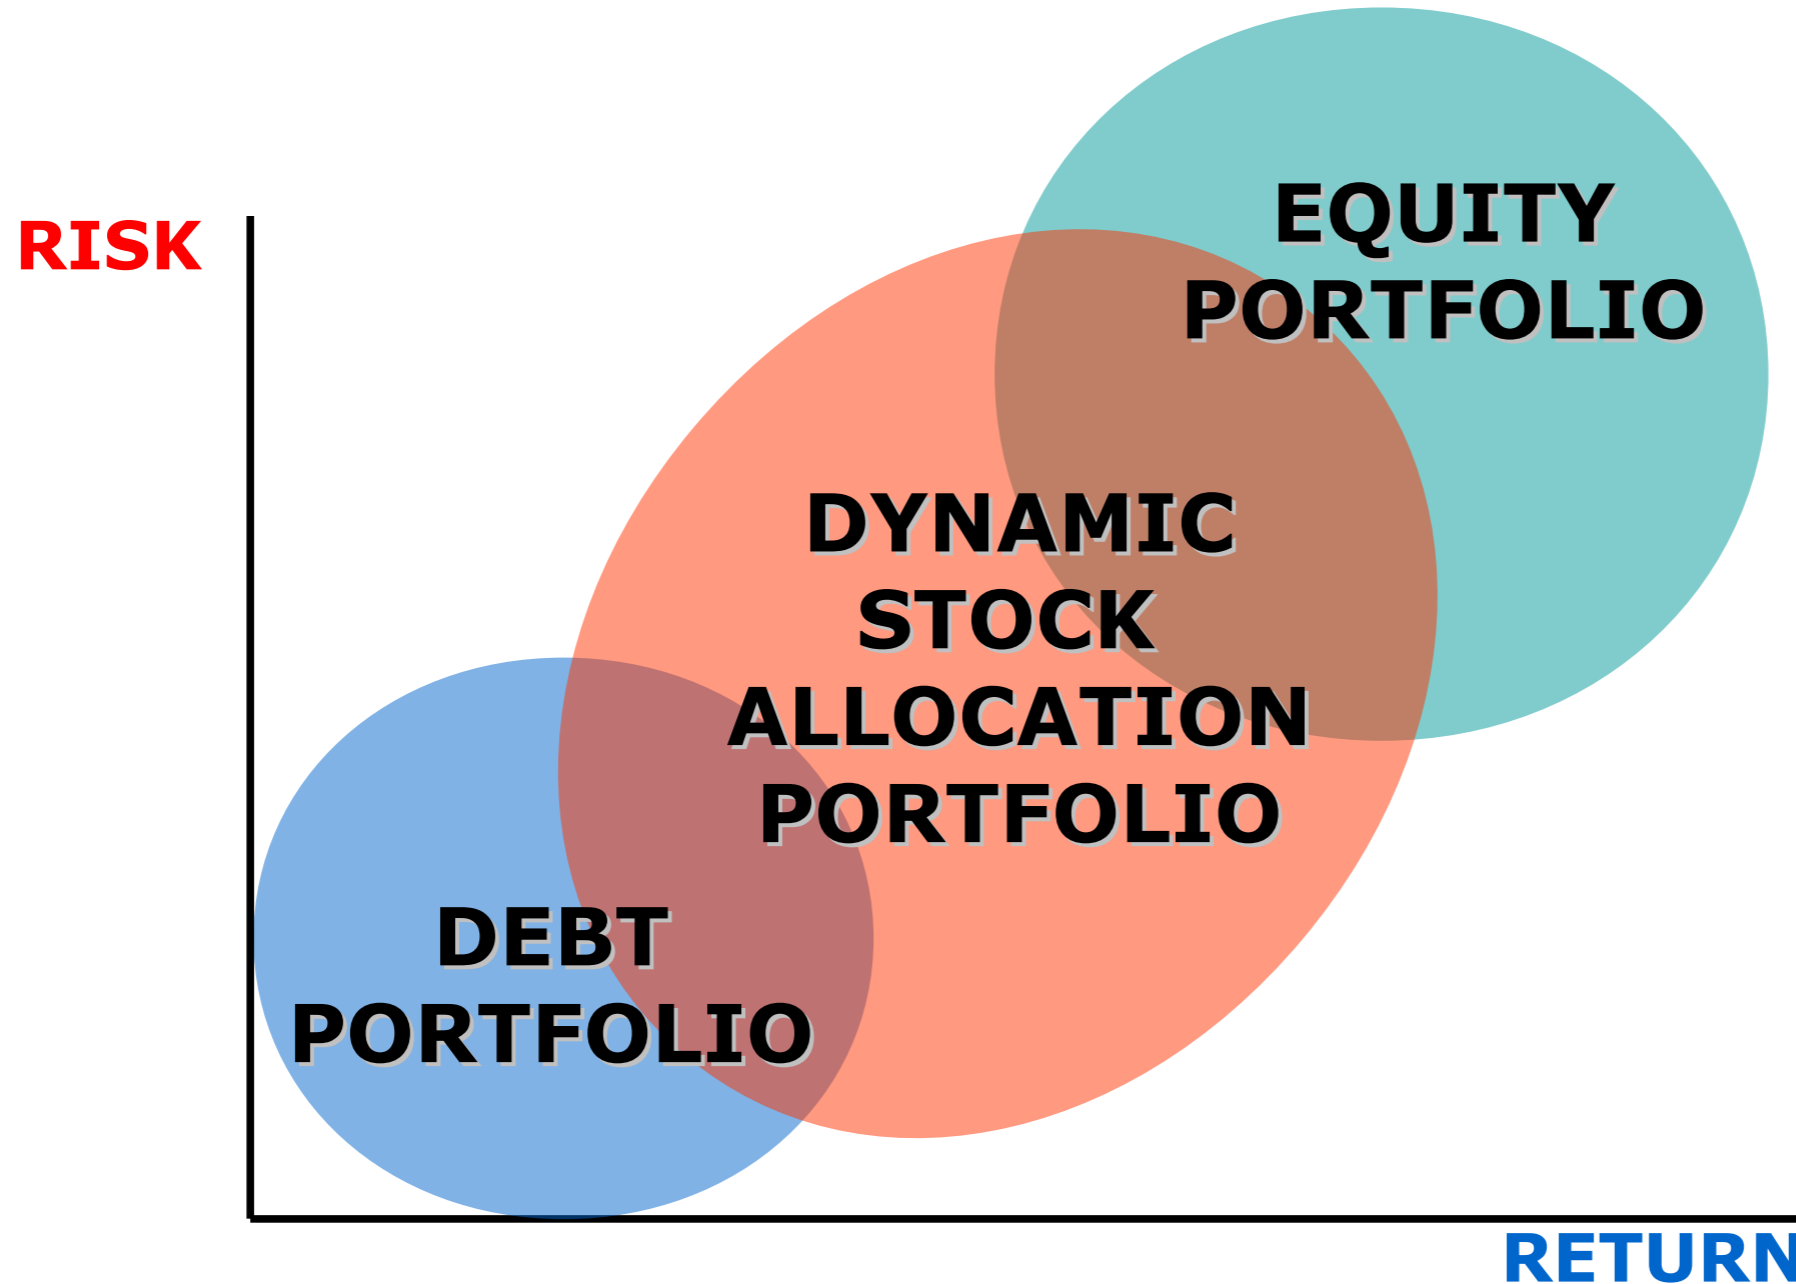 RISK
EQUITY
PORTFOLIO
DYNAMIC
STOCK
ALLOCATION
PORTFOLIO
DEBT
PORTFOLIO
RETURN